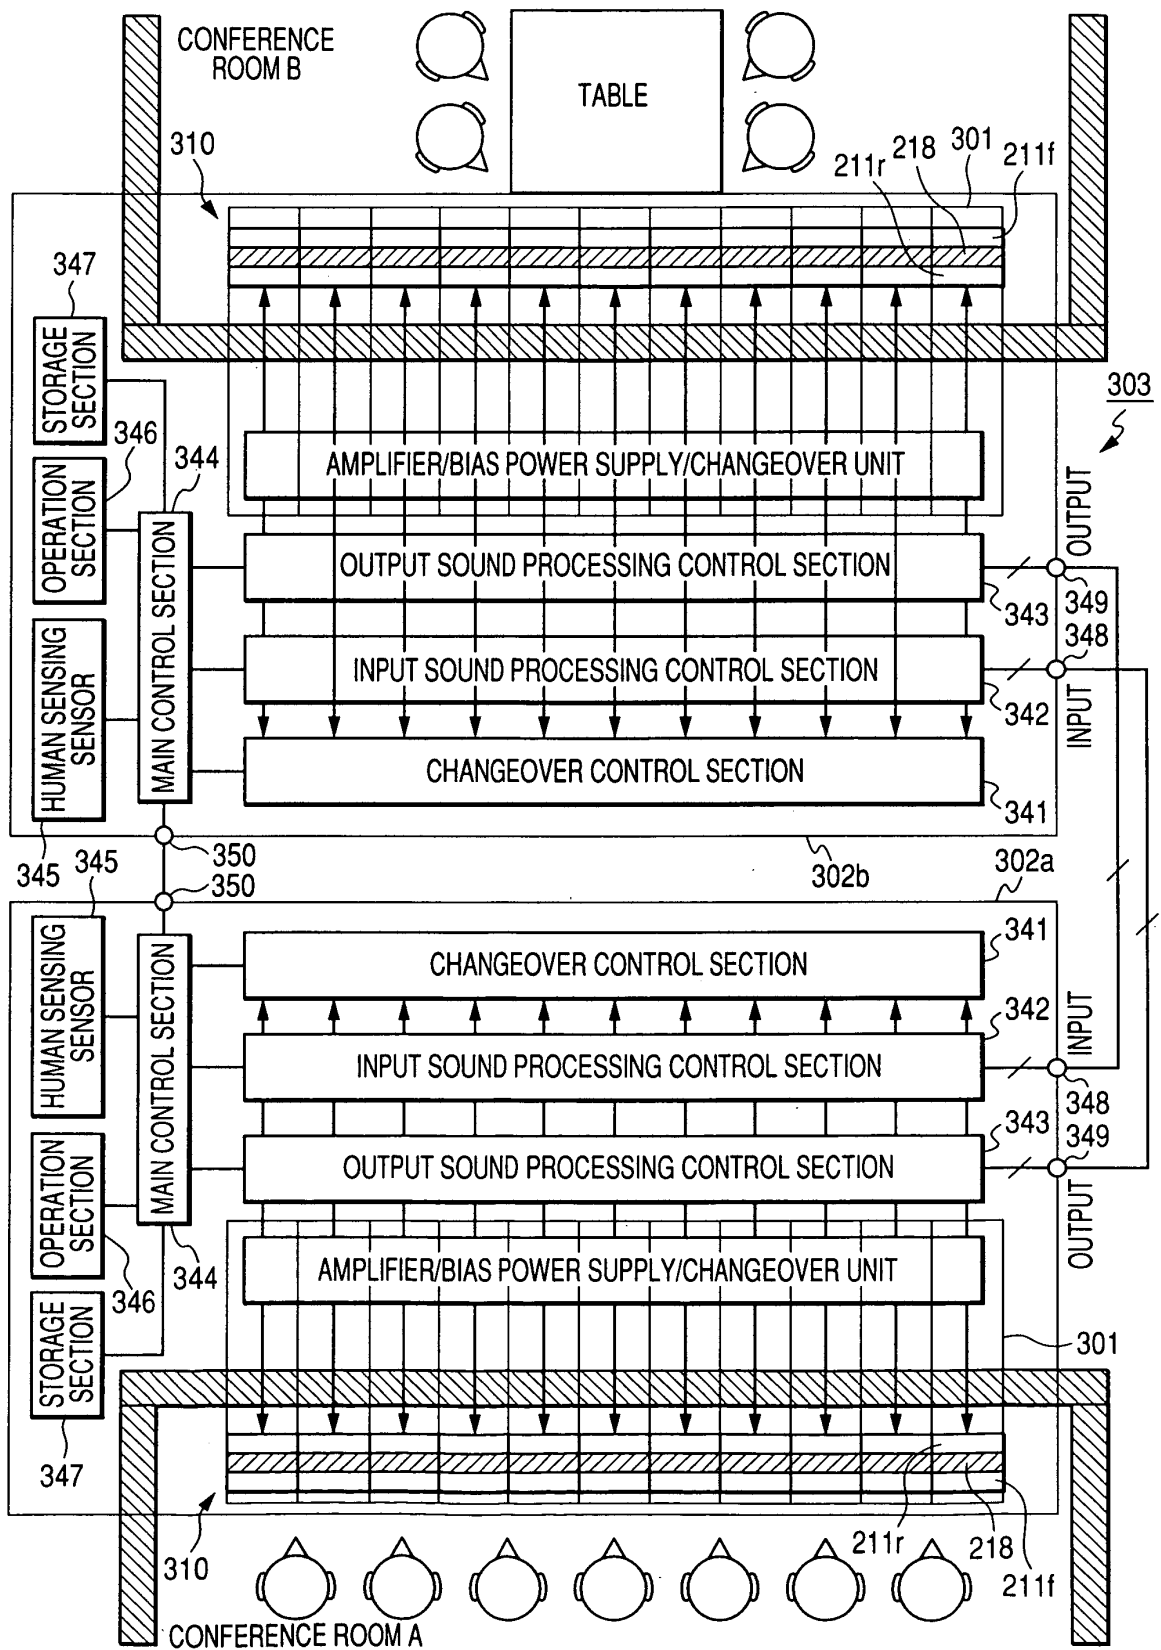 CONFERENCE
ROOM B
TABLE
310
301
218
211r
211f
347
STORAGE
SECTION
346
OPERATION
SECTION
344
303
AMPLIFIER/BIAS POWER SUPPLY/CHANGEOVER UNIT
OUTPUT
OUTPUT SOUND PROCESSING CONTROL SECTION
343
349
348
HUMAN SENSING
SENSOR
MAIN CONTROL SECTION
INPUT SOUND PROCESSING CONTROL SECTION
342
INPUT
CHANGEOVER CONTROL SECTION
341
345
350
302b
345
350
302a
341
CHANGEOVER CONTROL SECTION
HUMAN SENSING
SENSOR
MAIN CONTROL SECTION
342
INPUT
INPUT SOUND PROCESSING CONTROL SECTION
348
343
349
OUTPUT SOUND PROCESSING CONTROL SECTION
OPERATION
SECTION
OUTPUT
344
346
AMPLIFIER/BIAS POWER SUPPLY/CHANGEOVER UNIT
STORAGE
SECTION
301
347
310
211r
218
211f
CONFERENCE ROOM A